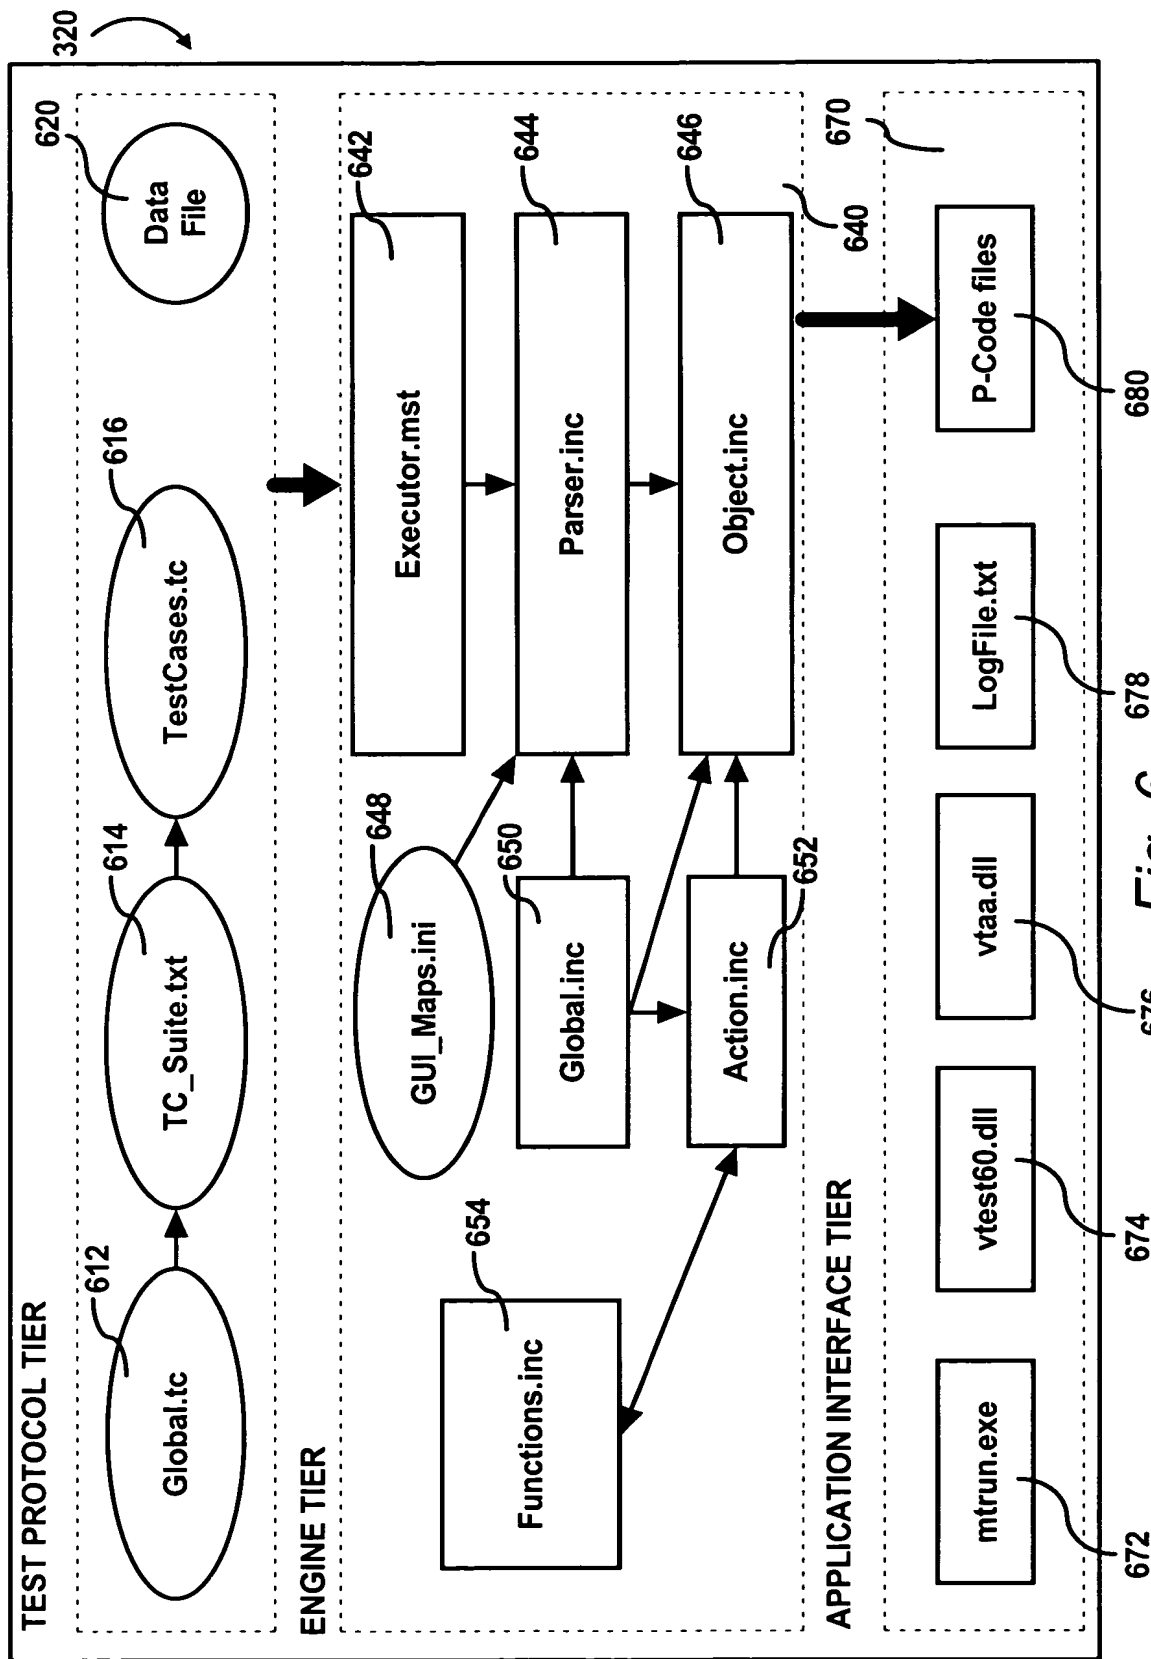 320
TEST PROTOCOL TIER
612
Global.tc
614
TC_Suite.txt
616
TestCases.tc
620
Data
File
ENGINE TIER
654
Functions.inc
648
GUI_Maps.ini
650
Global.inc
652
Action.inc
642
Executor.mst
644
Parser.inc
646
Object.inc
640
APPLICATION INTERFACE TIER
670
mtrun.exe
vtest60.dll
vtaa.dll
LogFile.txt
P-Code files
672
674
676
678
680
Fig. 6